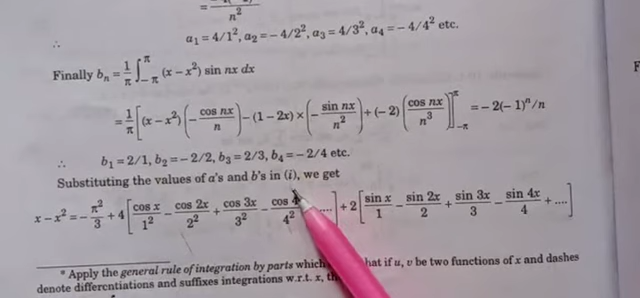 = n²
∴ a₁ = 4/1², a₂ = – 4/2², a₃ = 4/3², a₄ = – 4/4² etc.
Finally bₙ = 1/π ∫₋π^π (x – x²) sin nx dx
= 1/π [(x – x²) (– cos nx/n) – (1 – 2x) × (– sin nx/n²) + (– 2) (cos nx/n³)]₋π^π = – 2(– 1)ⁿ/n
∴ b₁ = 2/1, b₂ = – 2/2, b₃ = 2/3, b₄ = – 2/4 etc.
Substituting the values of a's and b's in (i), we get
x – x² = – π²/3 + 4 [cos x/1² – cos 2x/2² + cos 3x/3² – cos 4²ㅤ....] + 2 [sin x/1 – sin 2x/2 + sin 3x/3 – sin 4x/4 + ....]
* Apply the general rule of integration by parts which that if u, v be two functions of x and dashes
denote differentiations and suffixes integrations w.r.t. x,